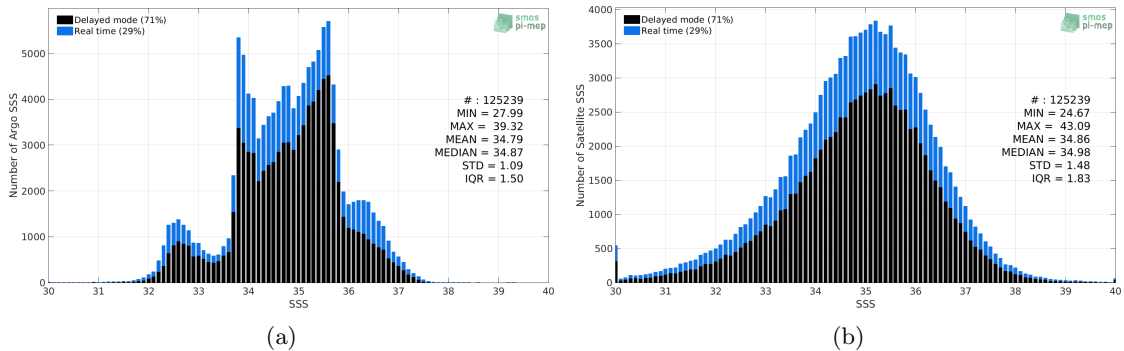 Delayed mode (71%)
Real time (29%)
smos
pi-mep
# : 125239
MIN = 27.99
MAX = 39.32
MEAN = 34.79
MEDIAN = 34.87
STD = 1.09
IQR = 1.50
Number of Argo SSS
5000
4000
3000
2000
1000
0
30 31 32 33 34 35 36 37 38 39 40
SSS
(a)
Delayed mode (71%)
Real time (29%)
smos
pi-mep
# : 125239
MIN = 24.67
MAX = 43.09
MEAN = 34.86
MEDIAN = 34.98
STD = 1.48
IQR = 1.83
Number of Satellite SSS
4000
3500
3000
2500
2000
1500
1000
500
0
30 31 32 33 34 35 36 37 38 39 40
SSS
(b)